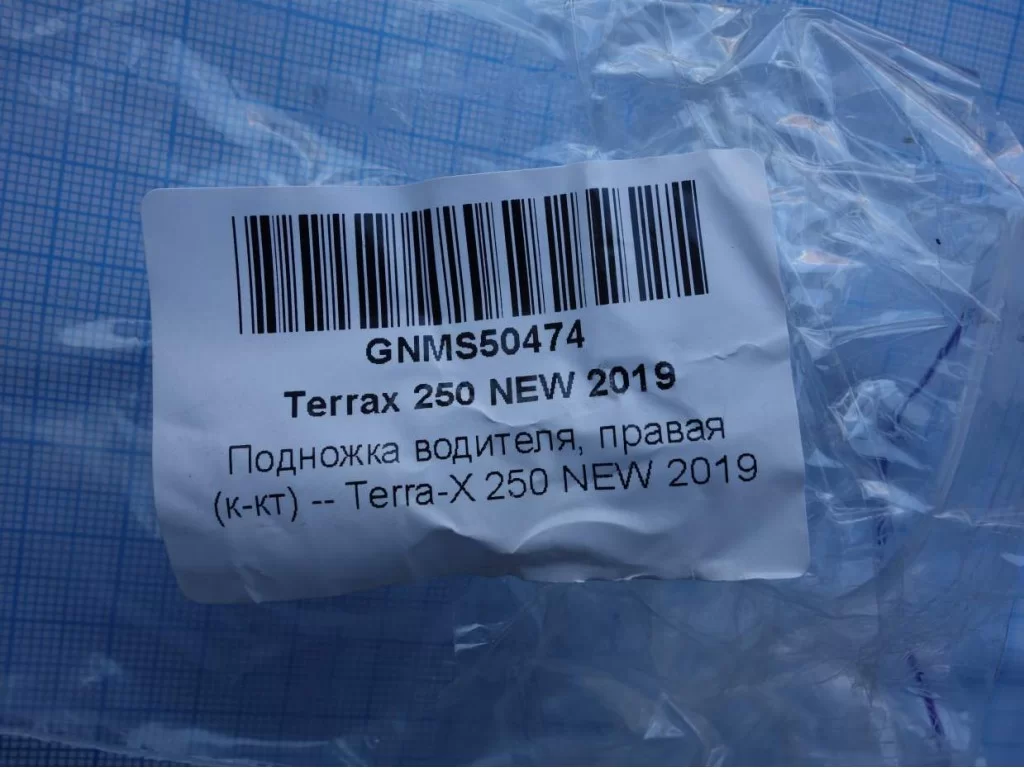 GNMS50474
Terrax 250 NEW 2019
Подножка водителя, правая
(к-кт) -- Terra-X 250 NEW 2019